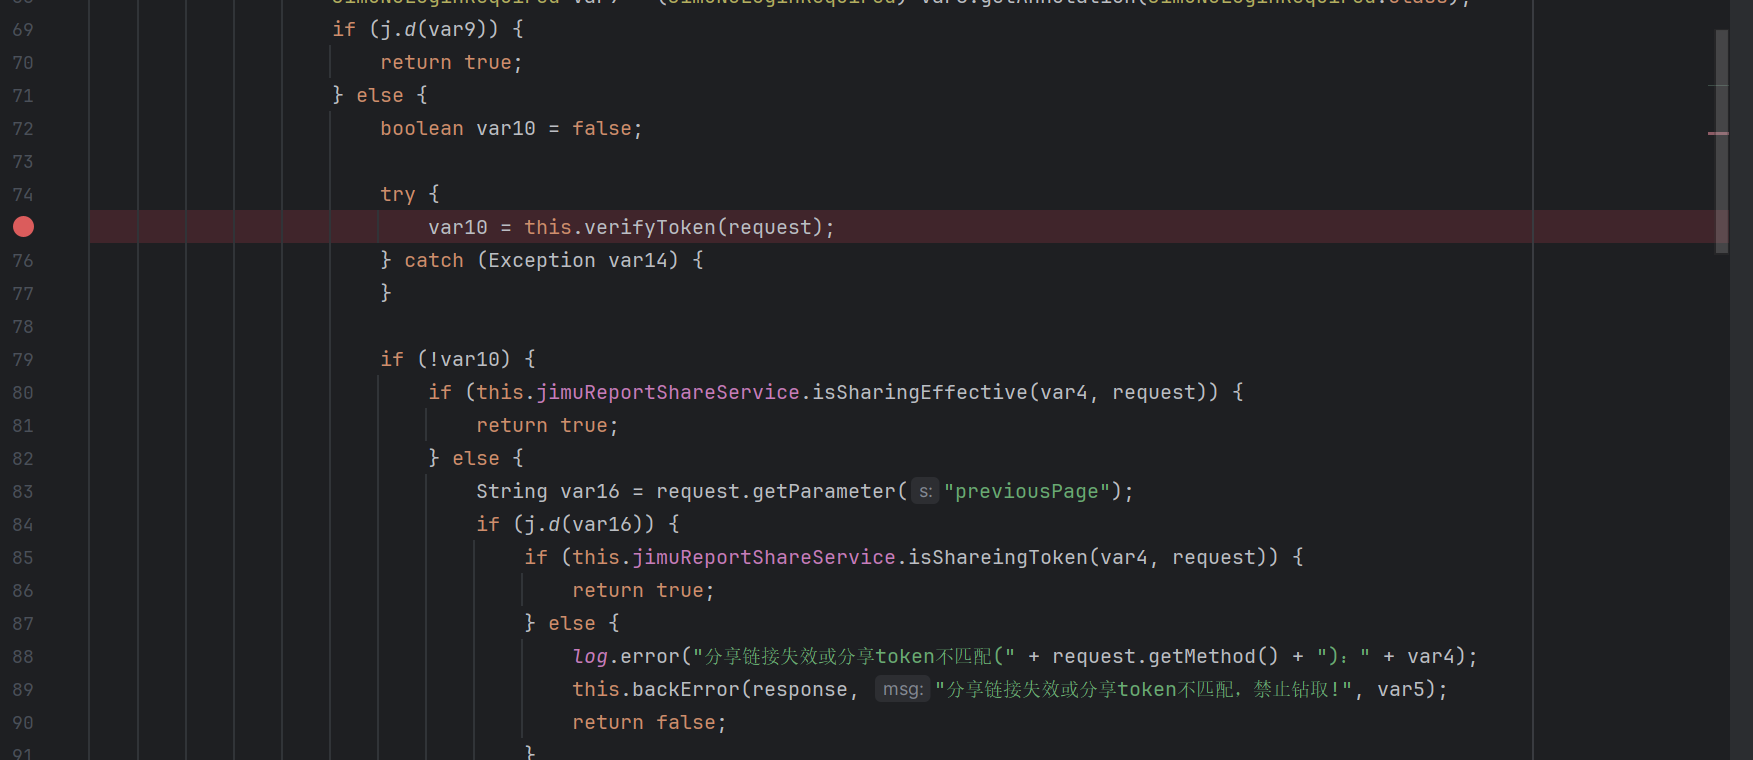 69 if (j.d(var9)) {
70 return true;
71 } else {
72 boolean var10 = false;
73
74 try {
var10 = this.verifyToken(request);
76 } catch (Exception var14) {
77 }
78
79 if (!var10) {
80 if (this.jimuReportShareService.isSharingEffective(var4, request)) {
81 return true;
82 } else {
83 String var16 = request.getParameter( s: "previousPage");
84 if (j.d(var16)) {
85 if (this.jimuReportShareService.isShareingToken(var4, request)) {
86 return true;
87 } else {
88 log.error("分享链接失效或分享token不匹配(" + request.getMethod() + ")：" + var4);
89 this.backError(response, msg: "分享链接失效或分享token不匹配，禁止钻取!", var5);
90 return false;
91 }